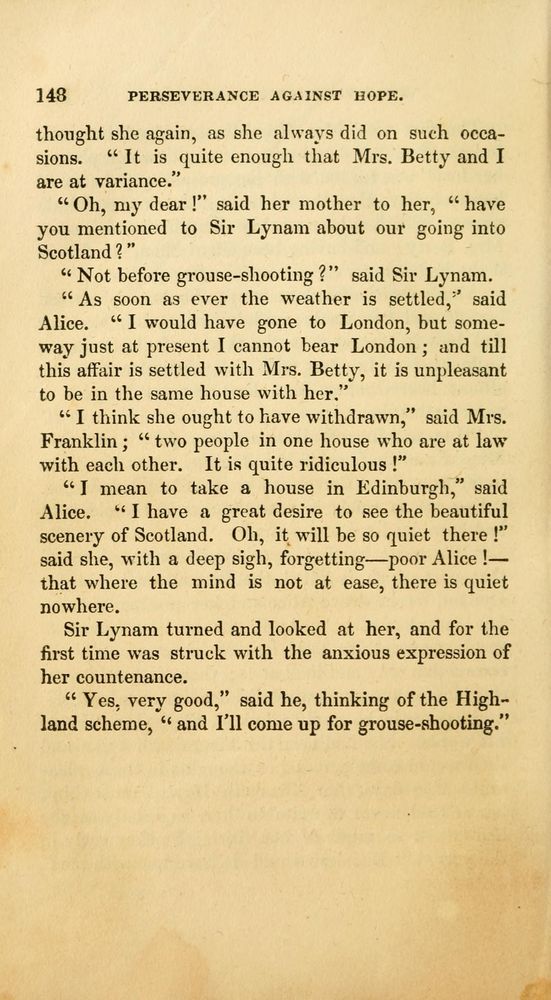 148 PERSEVERANCE AGAINST HOPE.
thought she again, as she always did on such occa-
sions. "It is quite enough that Mrs. Betty and I
are at variance."
"Oh, my dear!" said her mother to her, "have
you mentioned to Sir Lynam about our going into
Scotland?"
"Not before grouse-shooting?" said Sir Lynam.
"As soon as ever the weather is settled," said
Alice. "I would have gone to London, but some-
way just at present I cannot bear London; and till
this affair is settled with Mrs. Betty, it is unpleasant
to be in the same house with her."
"I think she ought to have withdrawn," said Mrs.
Franklin; "two people in one house who are at law
with each other. It is quite ridiculous!"
"I mean to take a house in Edinburgh," said
Alice. "I have a great desire to see the beautiful
scenery of Scotland. Oh, it will be so quiet there!"
said she, with a deep sigh, forgetting—poor Alice!—
that where the mind is not at ease, there is quiet
nowhere.
Sir Lynam turned and looked at her, and for the
first time was struck with the anxious expression of
her countenance.
"Yes, very good," said he, thinking of the High-
land scheme, "and I'll come up for grouse-shooting."